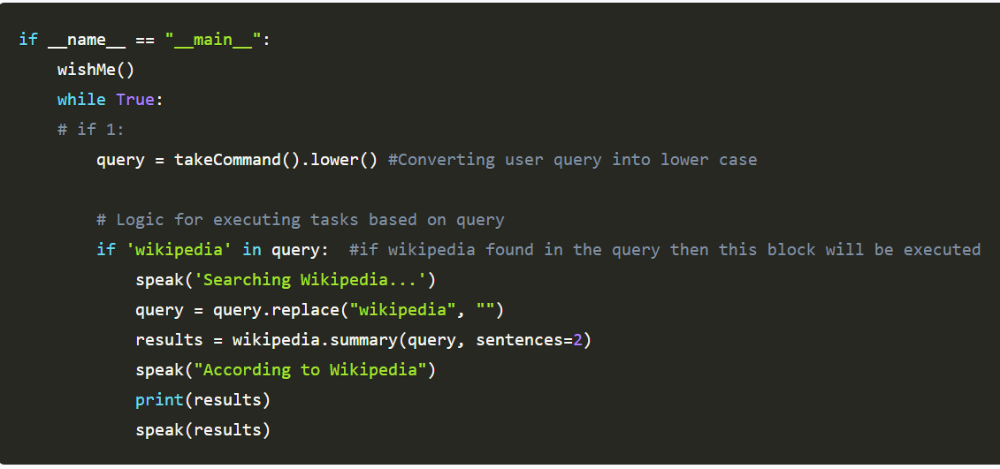 if __name__ == "__main__":
    wishMe()
    while True:
    # if 1:
        query = takeCommand().lower() #Converting user query into lower case

        # Logic for executing tasks based on query
        if 'wikipedia' in query:  #if wikipedia found in the query then this block will be executed
            speak('Searching Wikipedia...')
            query = query.replace("wikipedia", "")
            results = wikipedia.summary(query, sentences=2)
            speak("According to Wikipedia")
            print(results)
            speak(results)